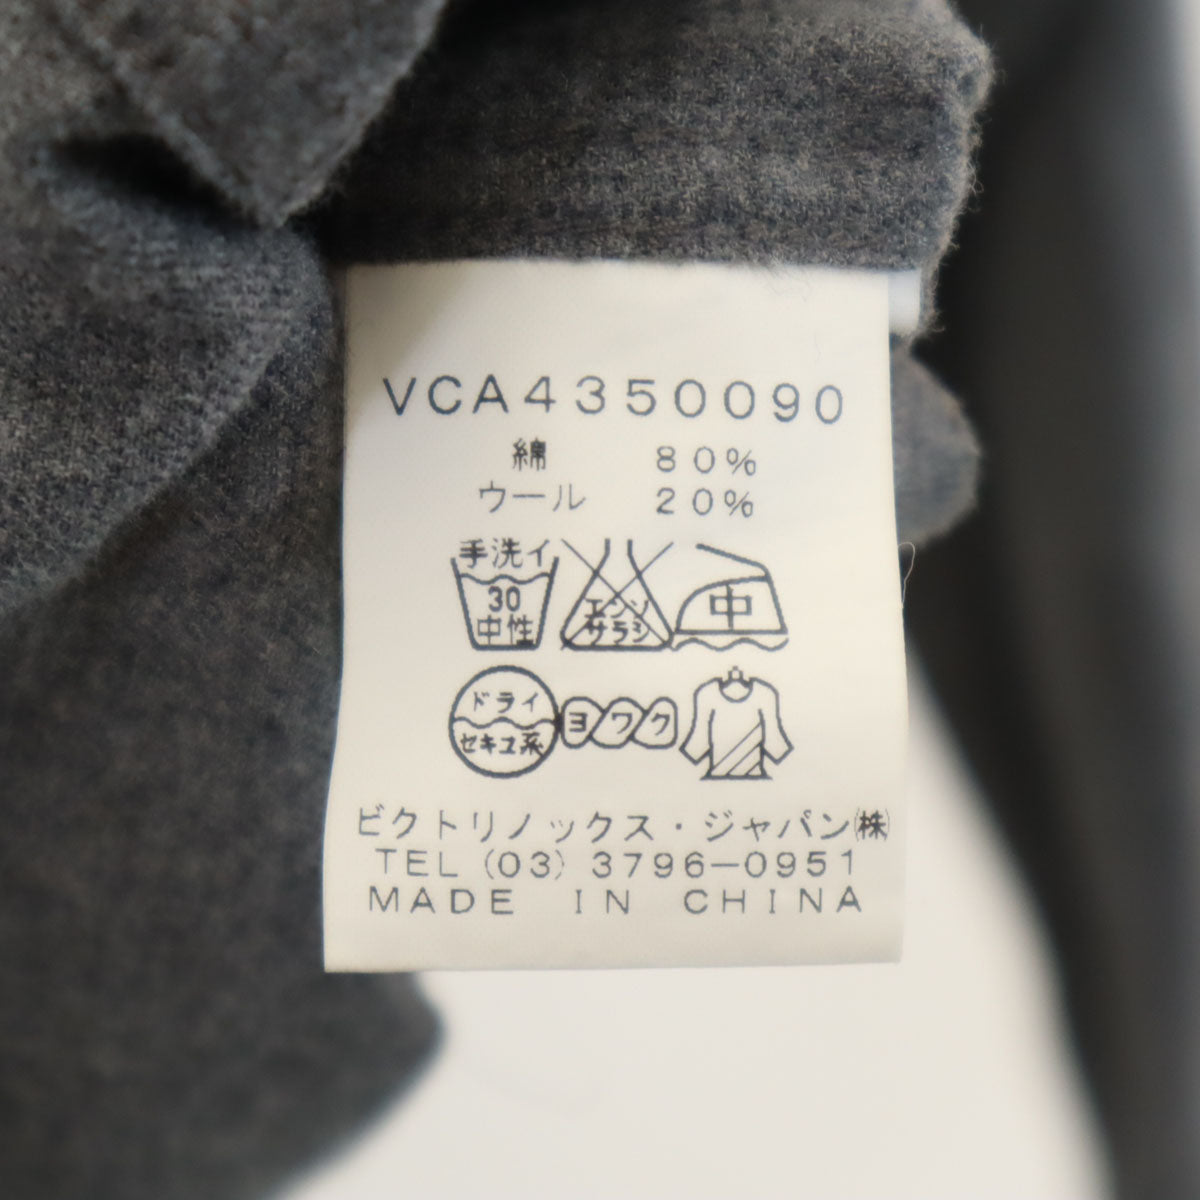 VCA4350090
綿 80%
ウール 20%
手洗イ
30
中性
エンソ
サラシ
中
ドライ
セキユ系
ヨワク
ビクトリノックス・ジャパン㈱
TEL (03) 3796-0951
MADE IN CHINA